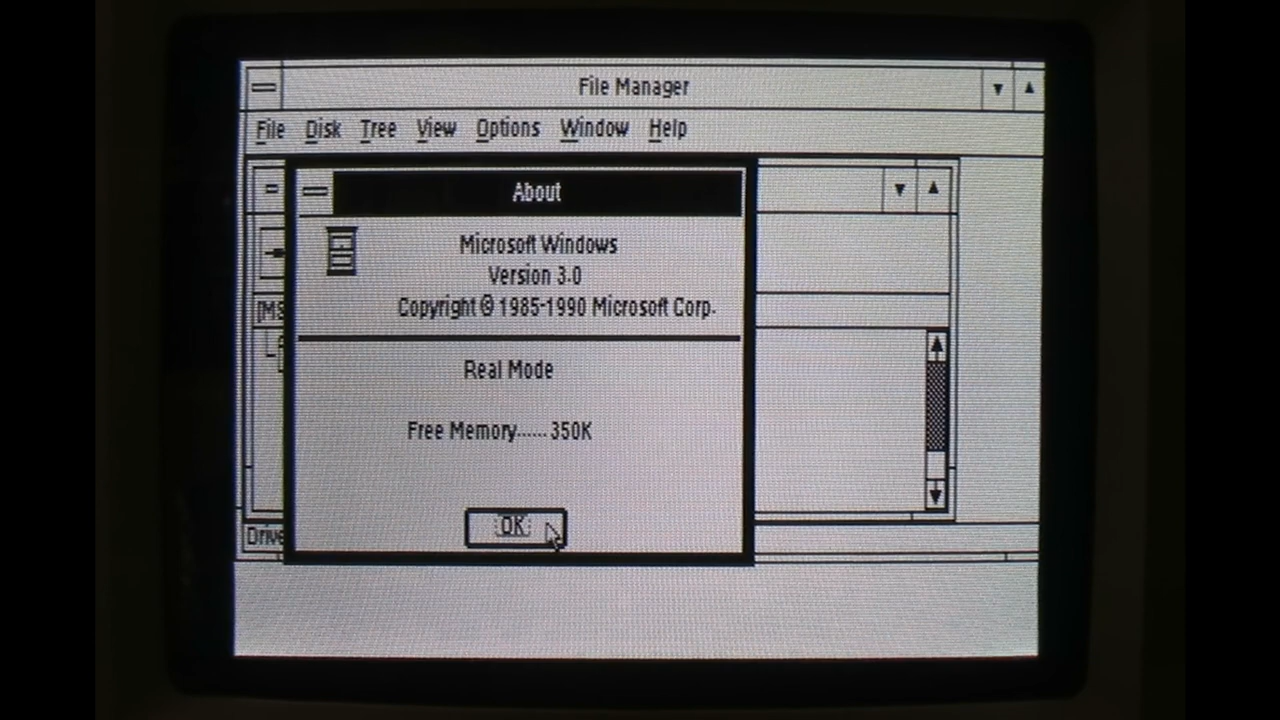 File Manager
File Disk Tree View Options Window Help
About
Microsoft Windows
Version 3.0
Copyright © 1985-1990 Microsoft Corp.
Real Mode
Free Memory...... 350K
OK
Drive